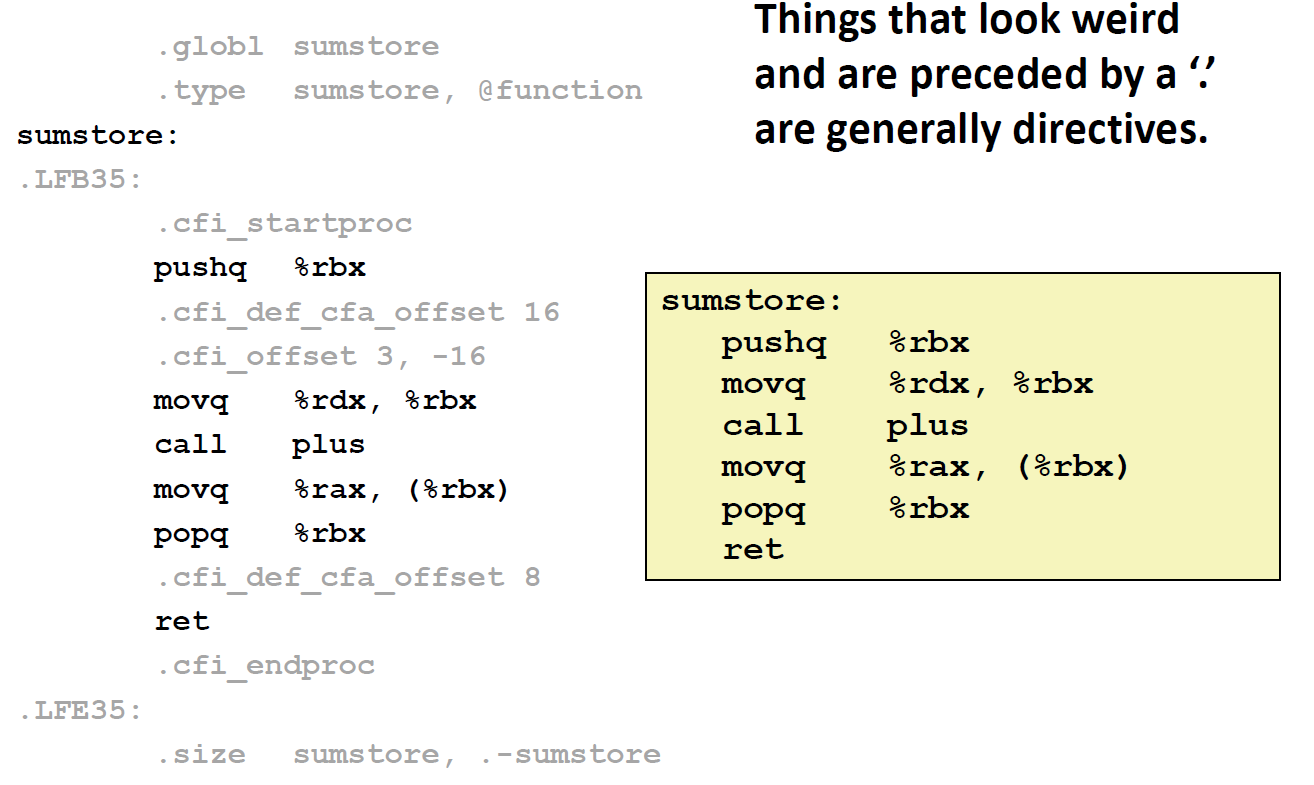 Things that look weird
and are preceded by a ‘.’
are generally directives.
.globl sumstore
.type sumstore, @function
sumstore:
.LFB35:
.cfi_startproc
pushq %rbx
.cfi_def_cfa_offset 16
.cfi_offset 3, -16
movq %rdx, %rbx
call plus
movq %rax, (%rbx)
popq %rbx
.cfi_def_cfa_offset 8
ret
.cfi_endproc
.LFE35:
.size sumstore, .-sumstore
sumstore:
pushq %rbx
movq %rdx, %rbx
call plus
movq %rax, (%rbx)
popq %rbx
ret